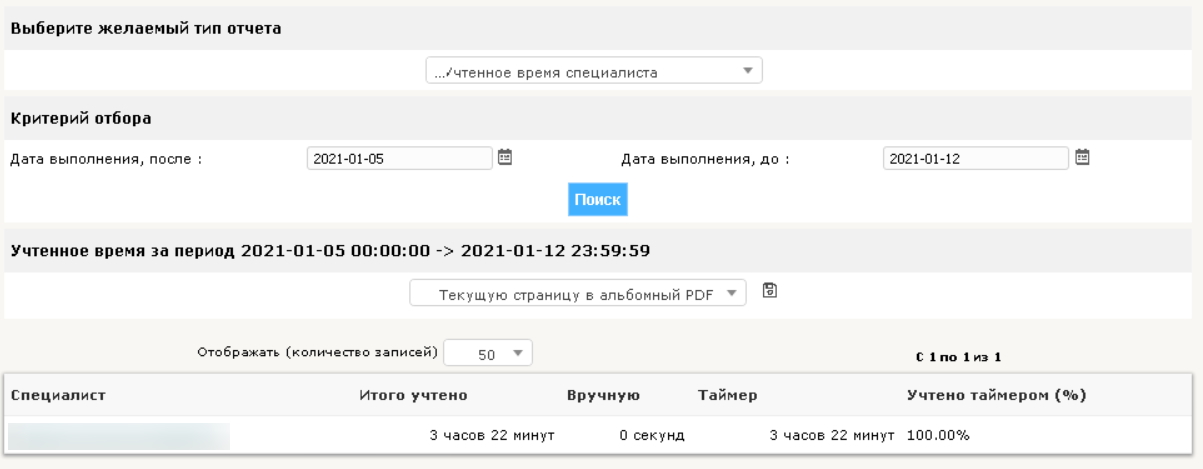 Выберите желаемый тип отчета
...чтенное время специалиста
Критерий отбора
Дата выполнения, после : 2021-01-05 Дата выполнения, до : 2021-01-12
Поиск
Учтенное время за период 2021-01-05 00:00:00 -> 2021-01-12 23:59:59
Текущую страницу в альбомный PDF
Отображать (количество записей) 50 С 1 по 1 из 1
Специалист Итого учтено Вручную Таймер Учтено таймером (%)
3 часов 22 минут 0 секунд 3 часов 22 минут 100.00%